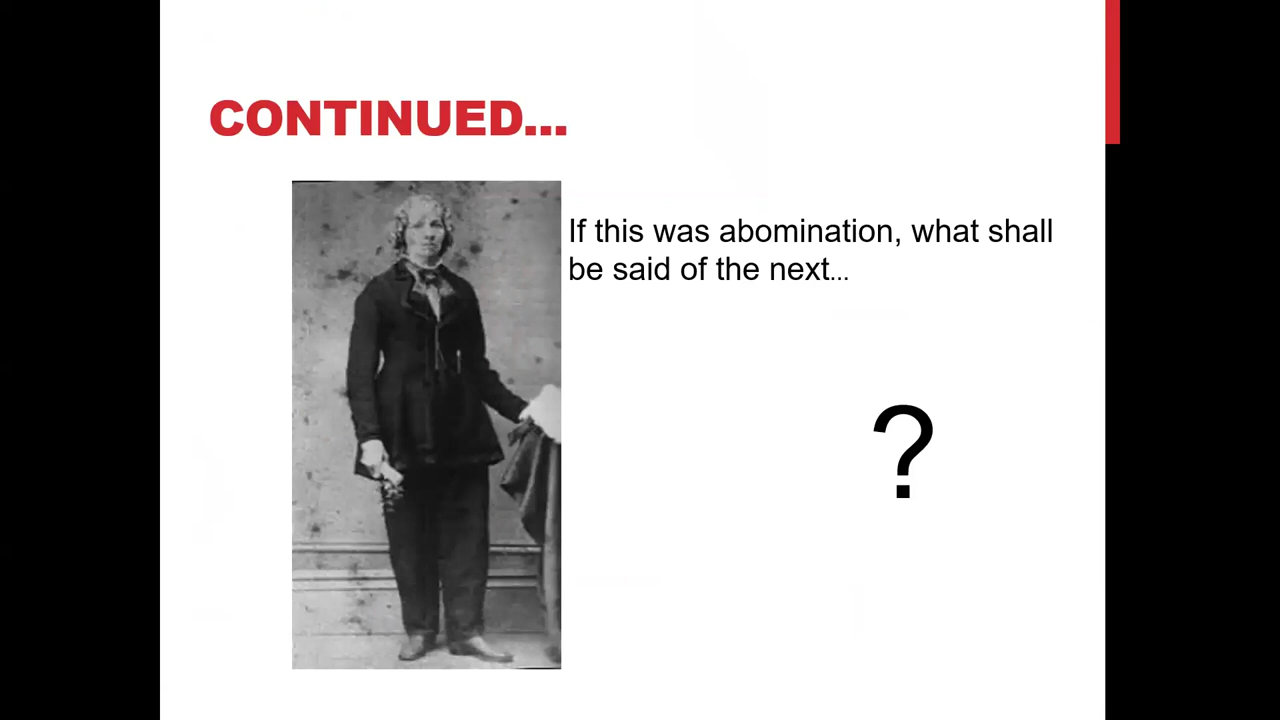 CONTINUED...
If this was abomination, what shall
be said of the next...
?